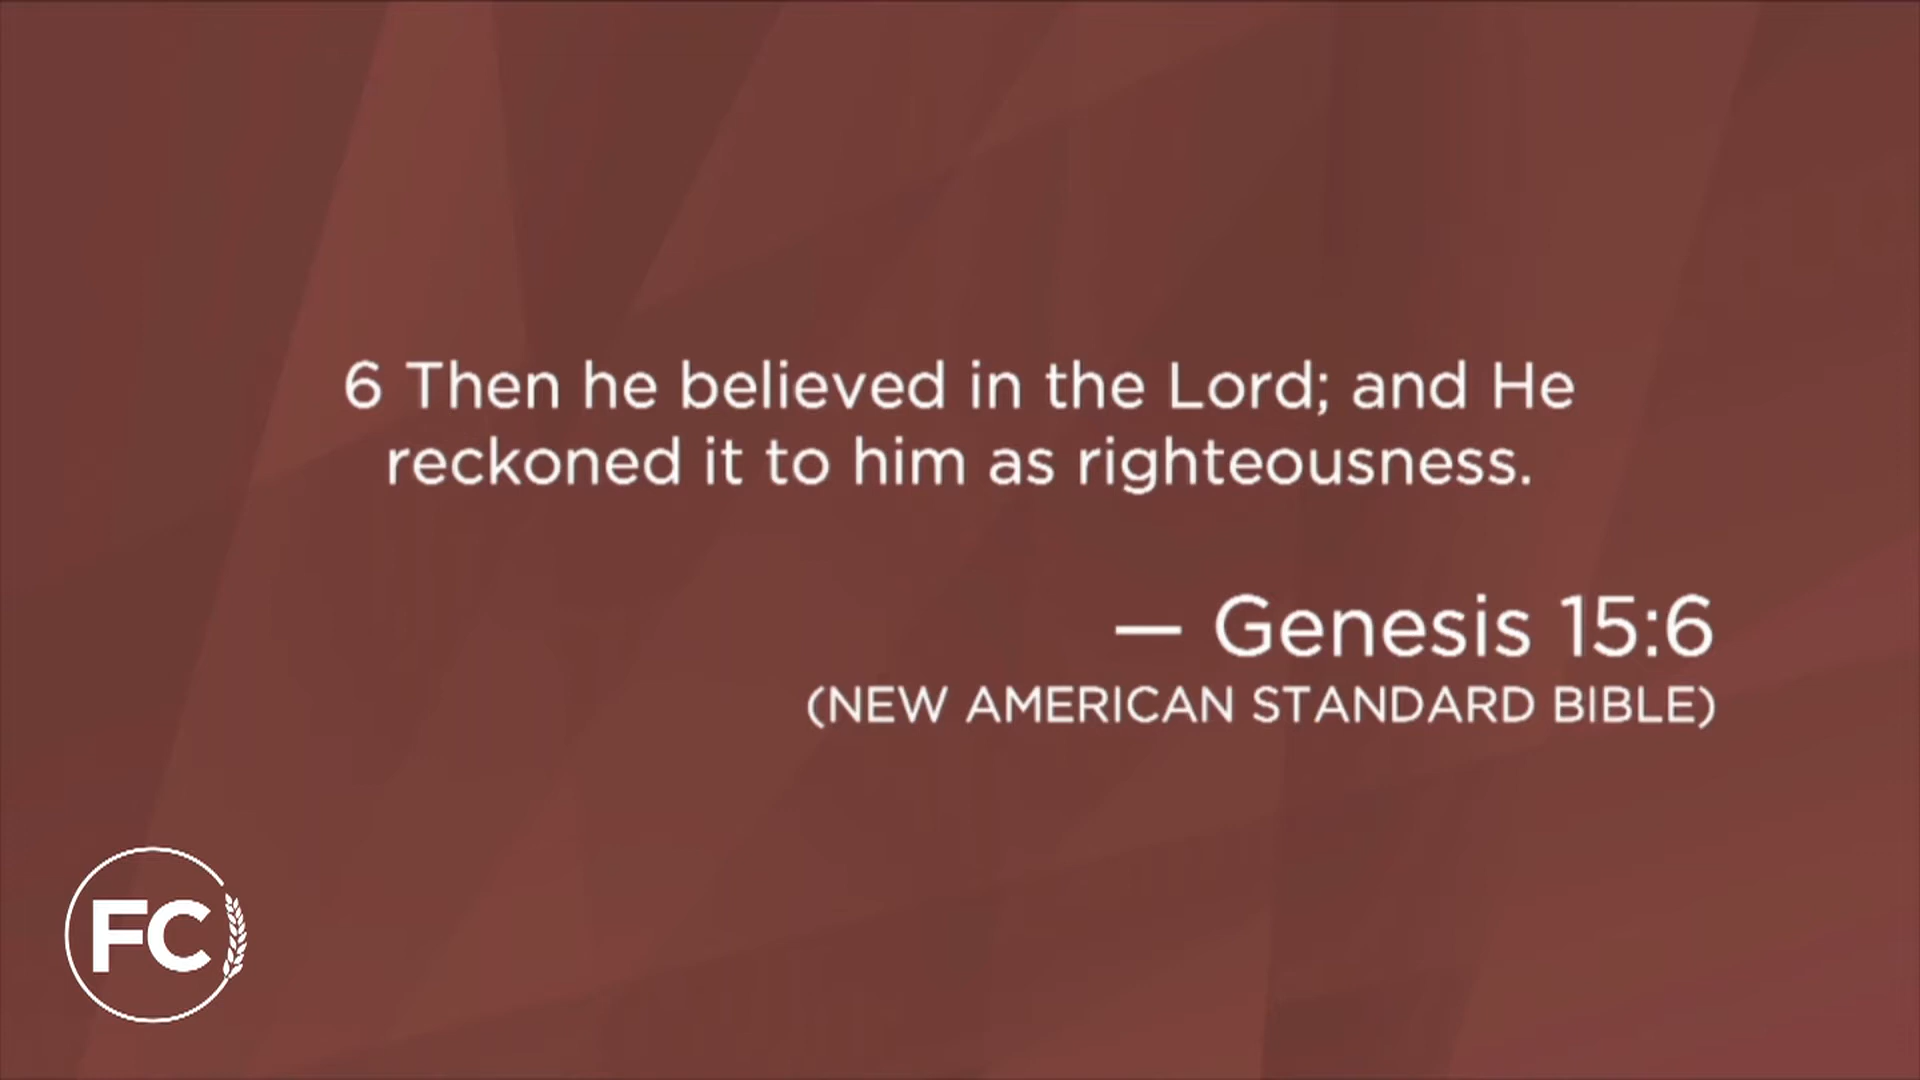 6 Then he believed in the Lord; and He
reckoned it to him as righteousness.
— Genesis 15:6
(NEW AMERICAN STANDARD BIBLE)
FC